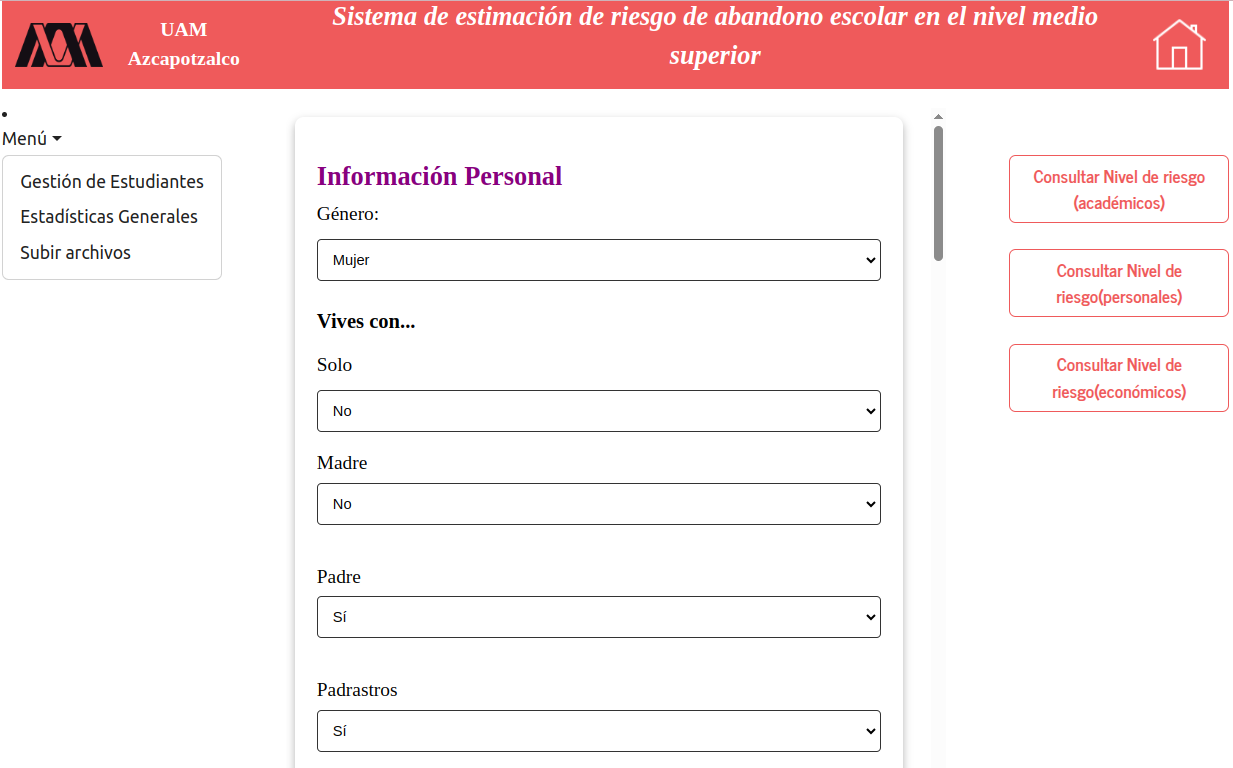 UAM
Azcapotzalco
Sistema de estimación de riesgo de abandono escolar en el nivel medio
superior
Menú
Gestión de Estudiantes
Estadísticas Generales
Subir archivos
Información Personal
Género:
Mujer
Vives con...
Solo
No
Madre
No
Padre
Sí
Padrastros
Sí
Consultar Nivel de riesgo
(académicos)
Consultar Nivel de
riesgo(personales)
Consultar Nivel de
riesgo(económicos)